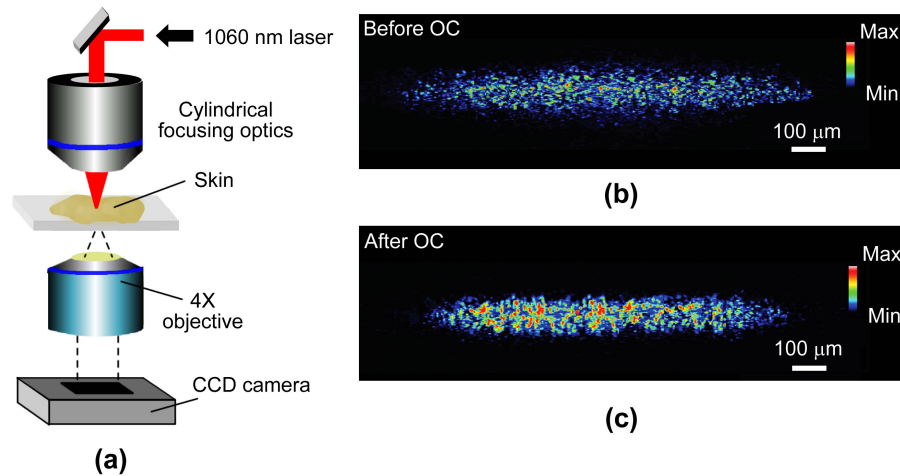 1060 nm laser
Cylindrical
focusing optics
Skin
4X
objective
CCD camera
(a)
Before OC
Max
Min
100 μm
(b)
After OC
Max
Min
100 μm
(c)